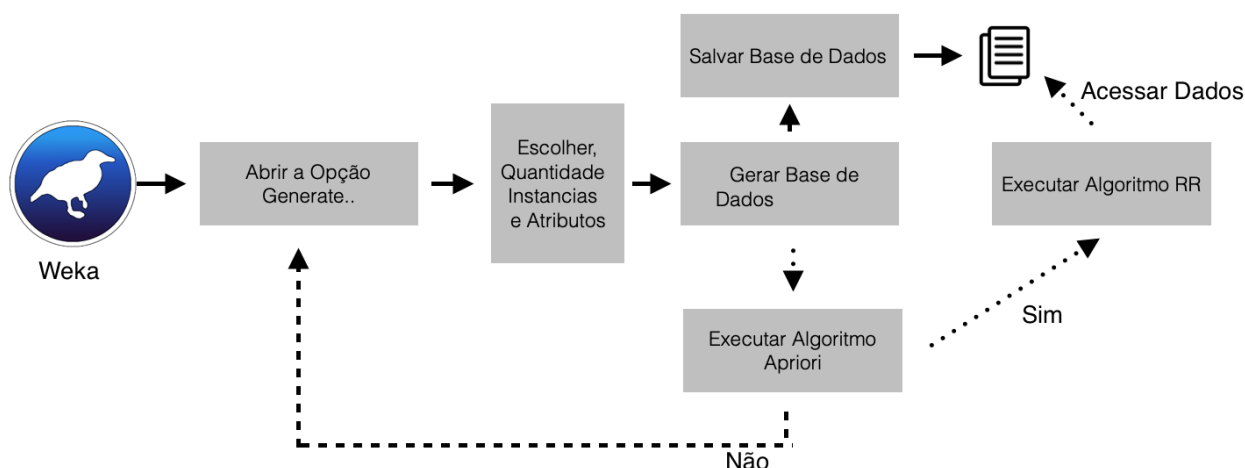 Salvar Base de Dados
Acessar Dados
Escolher,
Quantidade
Instancias
e Atributos
Abrir a Opção
Generate..
Gerar Base de
Dados
Executar Algoritmo RR
Weka
Sim
Executar Algoritmo
Apriori
Não